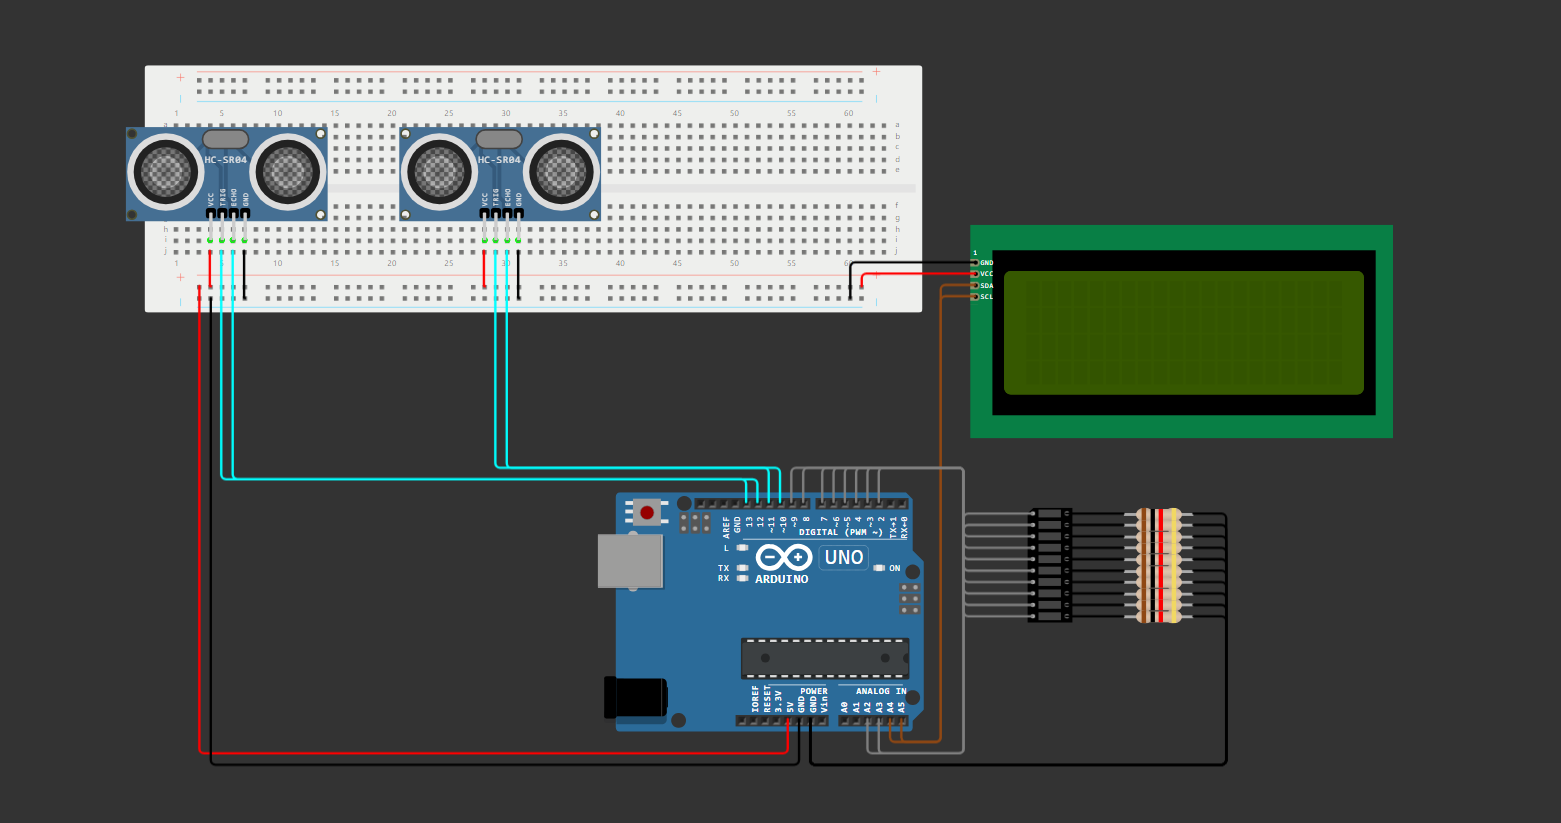 + +
1 5 10 15 20 25 30 35 40 45 50 55 60
a
b
c
d
e
HC-SR04 HC-SR04
VCC TRIG ECHO GND VCC TRIG ECHO GND
f
g
h h
i i
j j
1 10 15 20 25 30 35 40 45 50 55
+ +
1
GND
VCC
SDA
SCL
AREF GND 13 12 ~11 ~10 ~9 8 7 ~6 ~5 4 ~3 2 TX→1 RX←0
DIGITAL (PWM ~)
L
UNO
TX
RX
ON
ARDUINO
POWER ANALOG IN
IOREF RESET 3.3V 5V GND GND Vin A0 A1 A2 A3 A4 A5